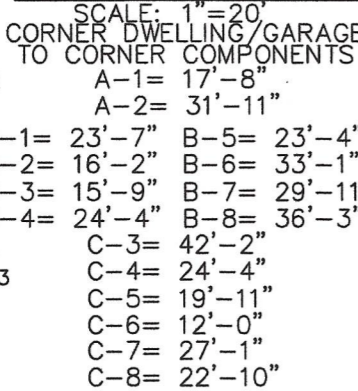 SCALE: 1"=20'
CORNER DWELLING/GARAGE
TO CORNER COMPONENTS
A-1= 17'-8"
A-2= 31'-11"
-1= 23'-7" B-5= 23'-4"
-2= 16'-2" B-6= 33'-1"
-3= 15'-9" B-7= 29'-11
-4= 24'-4" B-8= 36'-3"
C-3= 42'-2"
3 C-4= 24'-4"
C-5= 19'-11"
C-6= 12'-0"
C-7= 27'-1"
C-8= 22'-10"